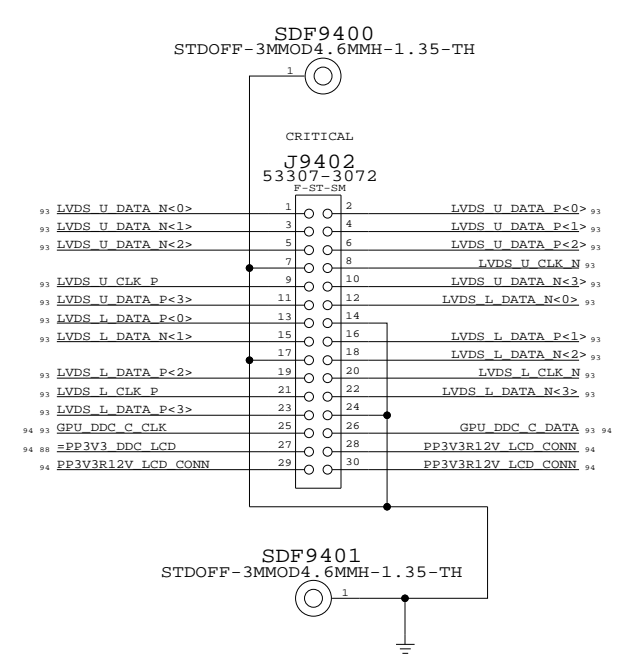 SDF9400
STDOFF-3MMOD4.6MMH-1.35-TH
1
CRITICAL
J9402
53307-3072
F-ST-SM
93 LVDS_U_DATA_N<0> 1 2 LVDS_U_DATA_P<0> 93
93 LVDS_U_DATA_N<1> 3 4 LVDS_U_DATA_P<1> 93
93 LVDS_U_DATA_N<2> 5 6 LVDS_U_DATA_P<2> 93
7 8 LVDS_U_CLK_N 93
93 LVDS_U_CLK_P 9 10 LVDS_U_DATA_N<3> 93
93 LVDS_U_DATA_P<3> 11 12 LVDS_L_DATA_N<0> 93
93 LVDS_L_DATA_P<0> 13 14
93 LVDS_L_DATA_N<1> 15 16 LVDS_L_DATA_P<1> 93
17 18 LVDS_L_DATA_N<2> 93
93 LVDS_L_DATA_P<2> 19 20 LVDS_L_CLK_N 93
93 LVDS_L_CLK_P 21 22 LVDS_L_DATA_N<3> 93
93 LVDS_L_DATA_P<3> 23 24
94 93 GPU_DDC_C_CLK 25 26 GPU_DDC_C_DATA 93 94
94 88 =PP3V3_DDC_LCD 27 28 PP3V3R12V_LCD_CONN 94
94 PP3V3R12V_LCD_CONN 29 30 PP3V3R12V_LCD_CONN 94
SDF9401
STDOFF-3MMOD4.6MMH-1.35-TH
1